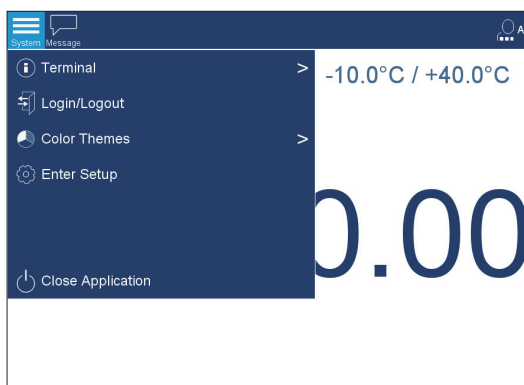 System Message
A
Terminal >
-10.0°C / +40.0°C
Login/Logout
Color Themes >
Enter Setup
0.00
Close Application